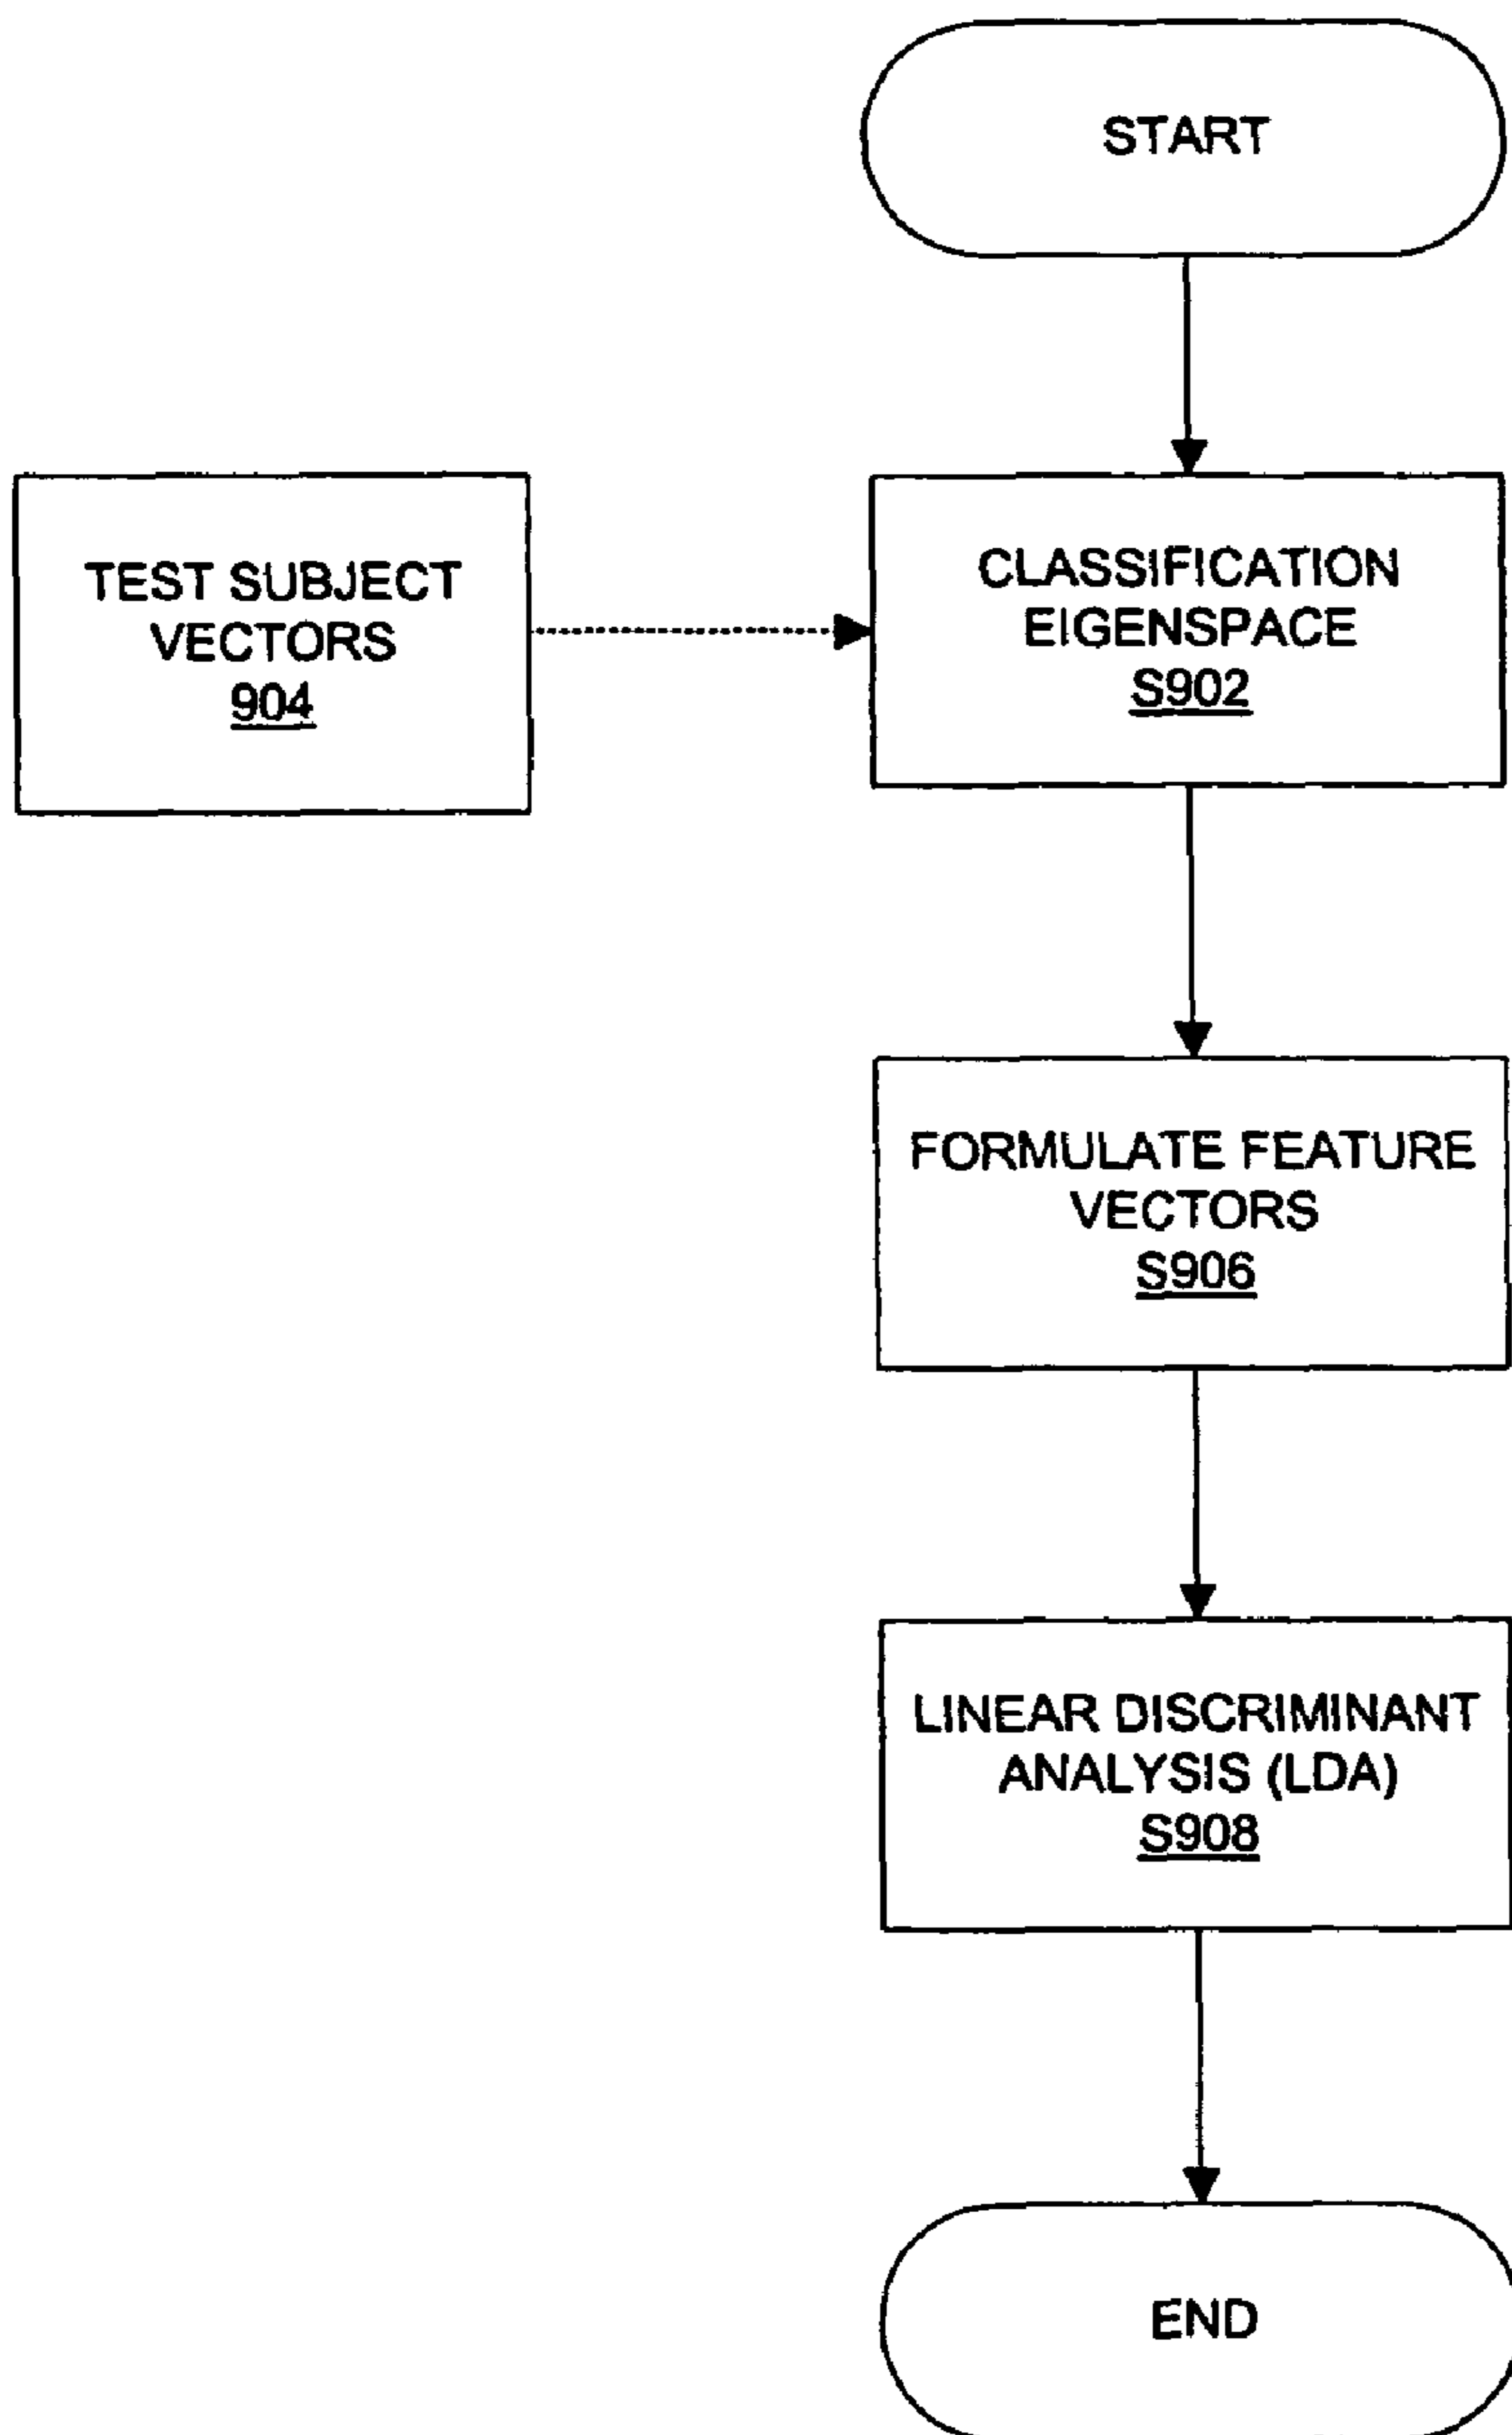 START
TEST SUBJECT
VECTORS
904
CLASSIFICATION
EIGENSPACE
S902
FORMULATE FEATURE
VECTORS
S906
LINEAR DISCRIMINANT
ANALYSIS (LDA)
S908
END